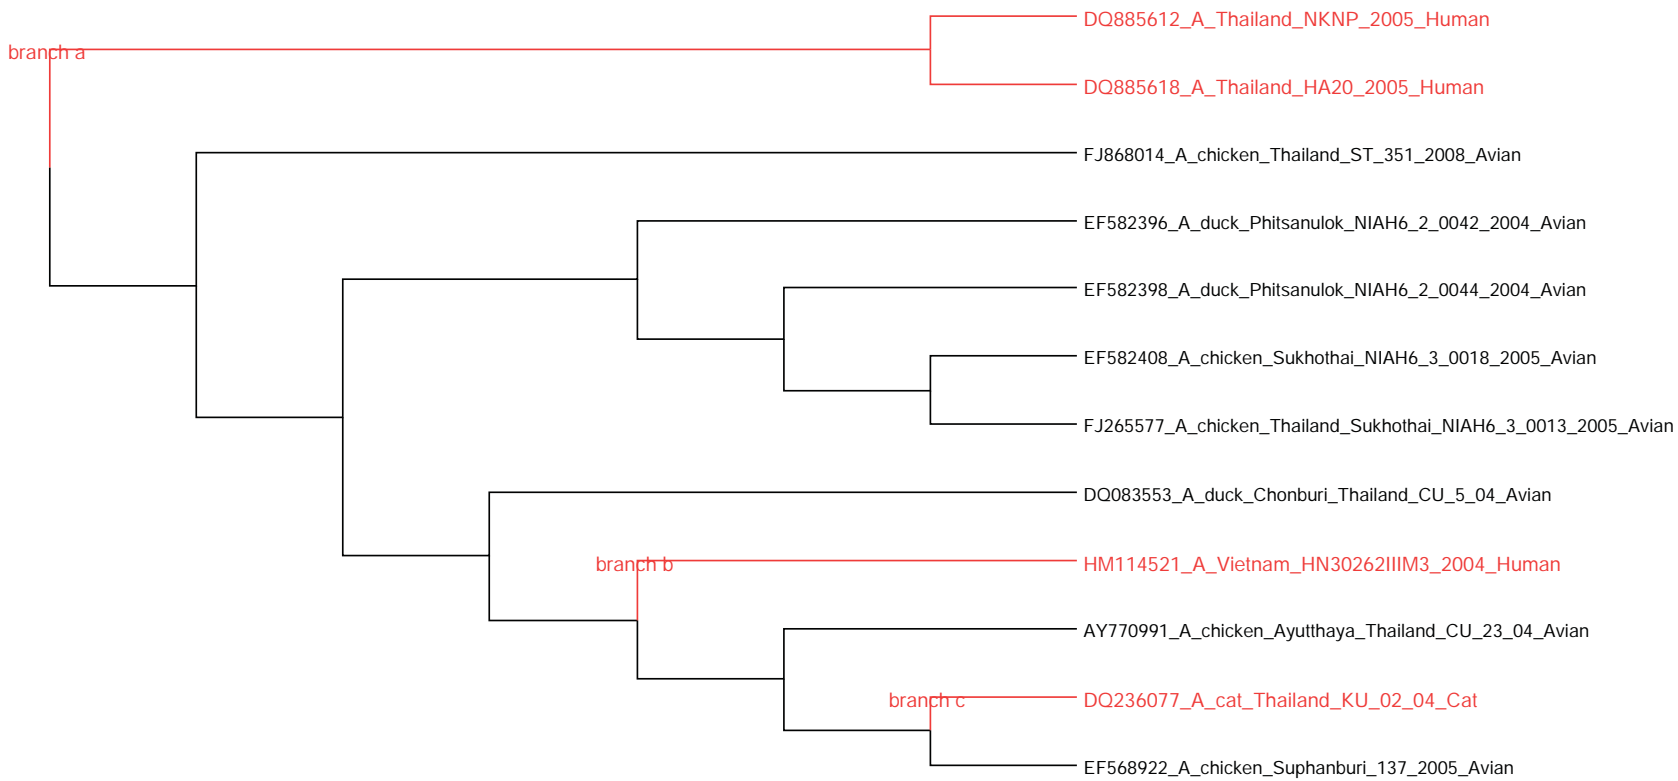 DQ885612_A_Thailand_NKNP_2005_Human
branch a
DQ885618_A_Thailand_HA20_2005_Human
FJ868014_A_chicken_Thailand_ST_351_2008_Avian
EF582396_A_duck_Phitsanulok_NIAH6_2_0042_2004_Avian
EF582398_A_duck_Phitsanulok_NIAH6_2_0044_2004_Avian
EF582408_A_chicken_Sukhothai_NIAH6_3_0018_2005_Avian
FJ265577_A_chicken_Thailand_Sukhothai_NIAH6_3_0013_2005_Avian
DQ083553_A_duck_Chonburi_Thailand_CU_5_04_Avian
branch b
HM114521_A_Vietnam_HN30262IIIM3_2004_Human
AY770991_A_chicken_Ayutthaya_Thailand_CU_23_04_Avian
branch c
DQ236077_A_cat_Thailand_KU_02_04_Cat
EF568922_A_chicken_Suphanburi_137_2005_Avian